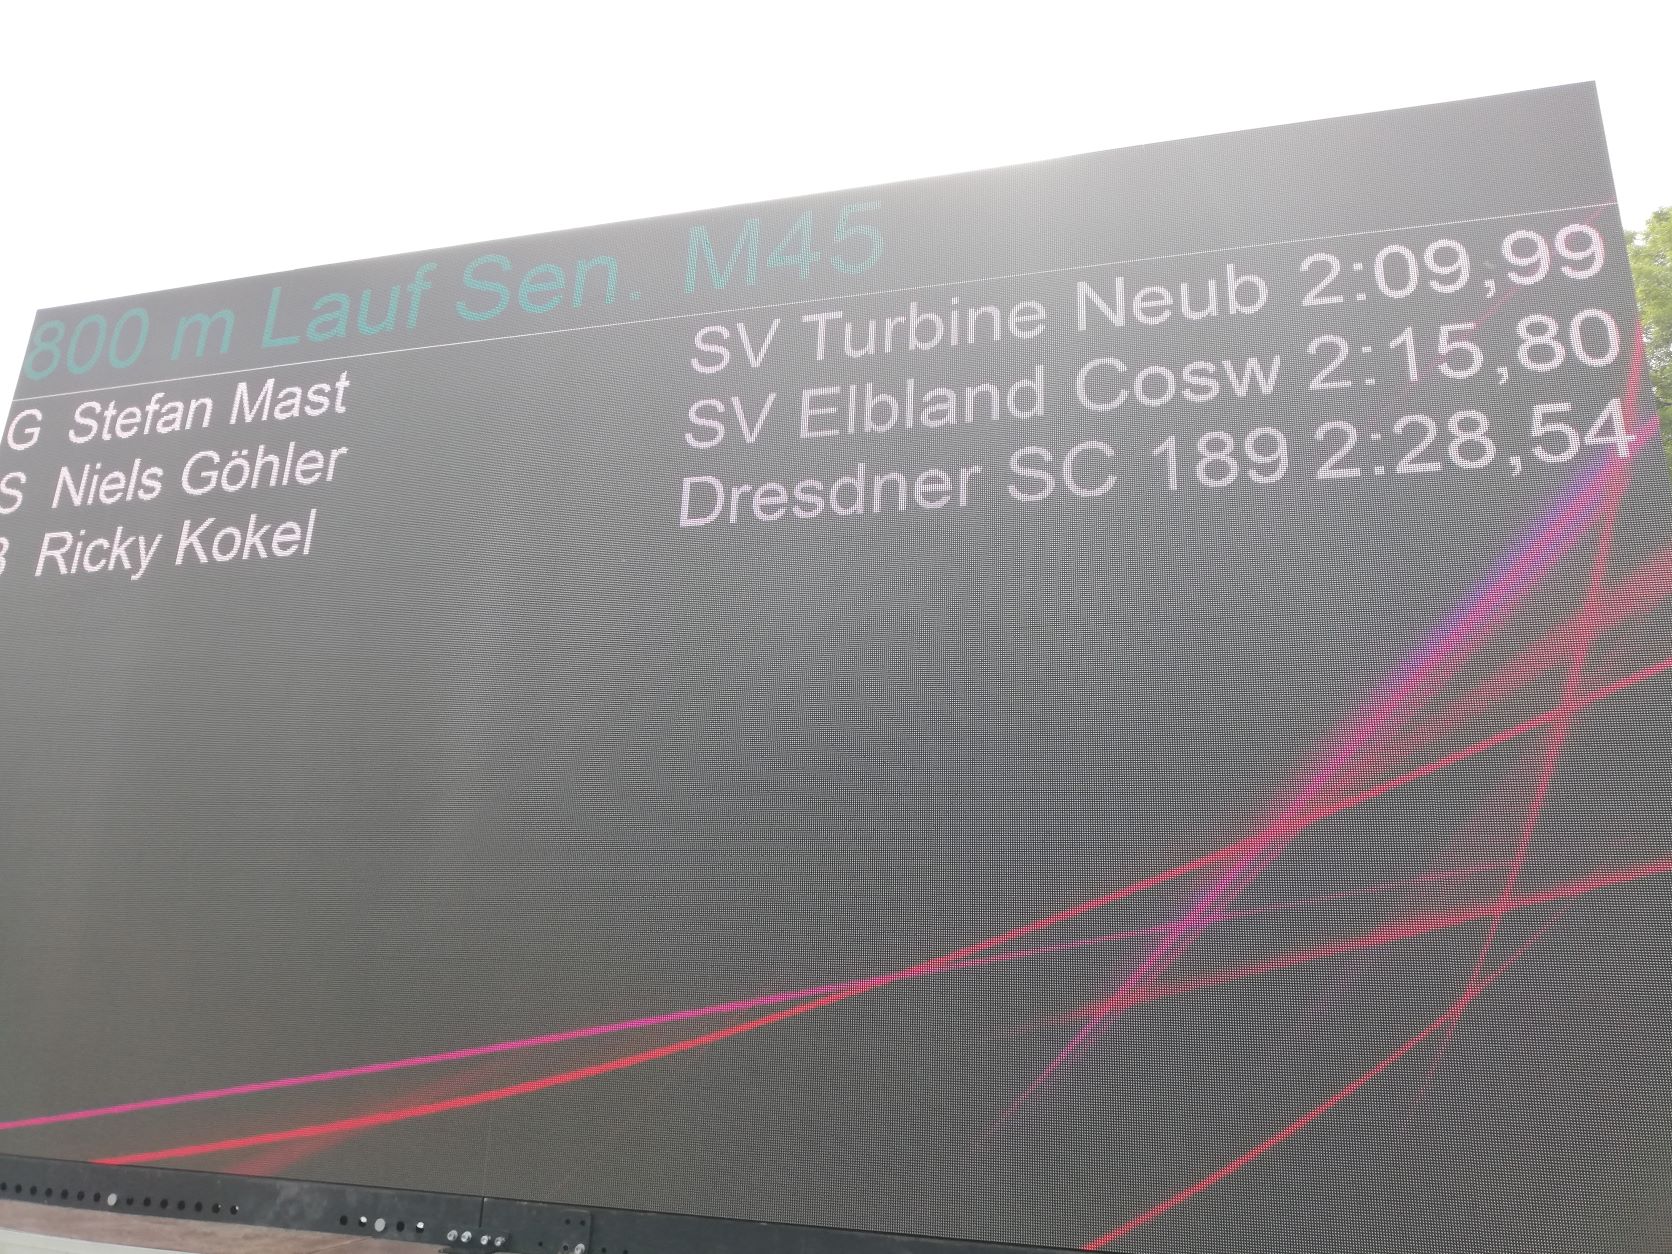 800 m Lauf Sen. M45
G Stefan Mast SV Turbine Neub 2:09,99
S Niels Göhler SV Elbland Cosw 2:15,80
B Ricky Kokel Dresdner SC 189 2:28,54